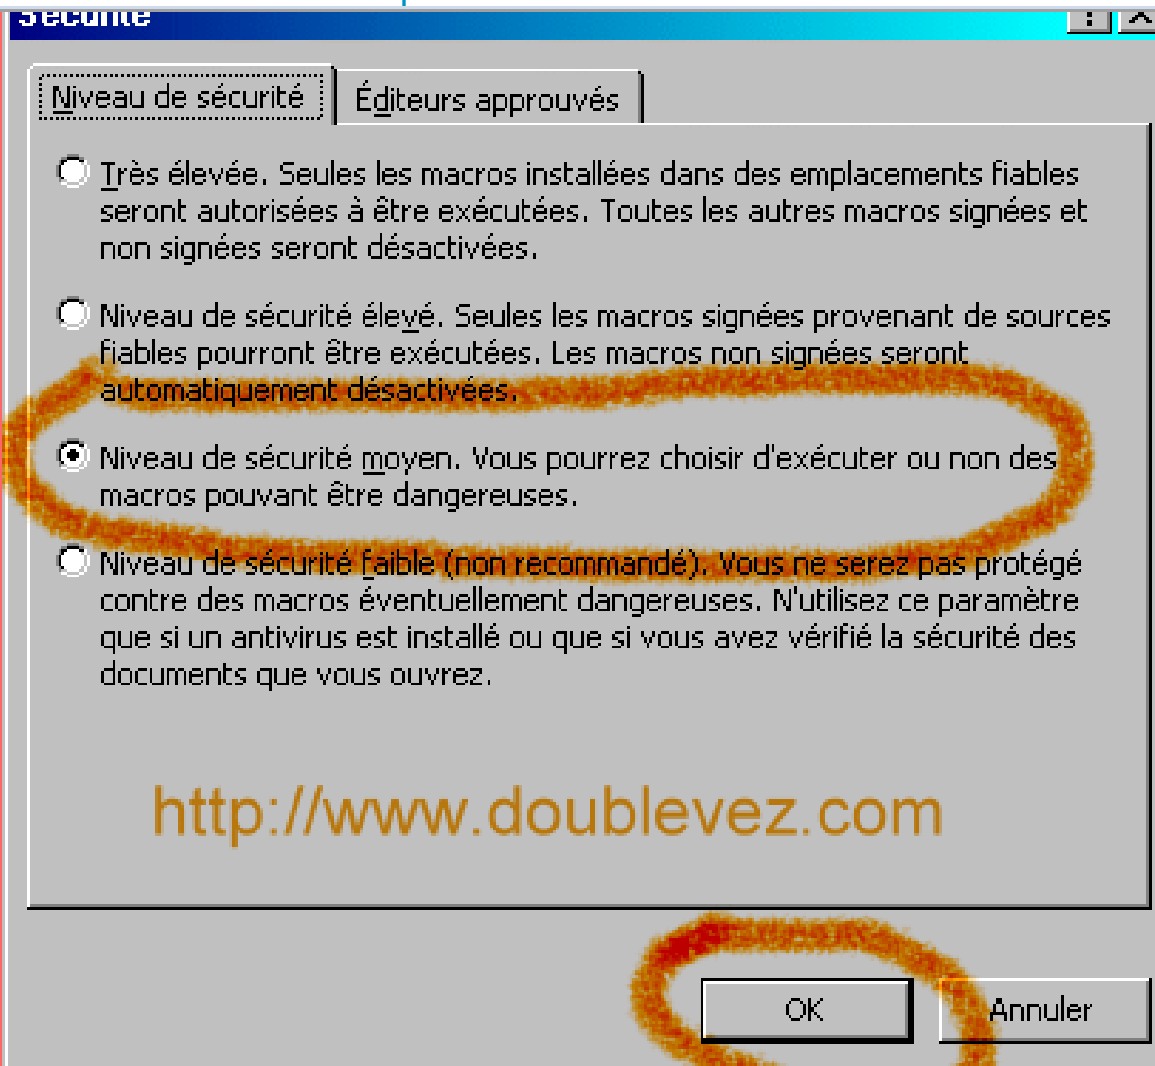 Sécurité
Niveau de sécurité
Éditeurs approuvés
Très élevée. Seules les macros installées dans des emplacements fiables
seront autorisées à être exécutées. Toutes les autres macros signées et
non signées seront désactivées.
Niveau de sécurité élevé. Seules les macros signées provenant de sources
fiables pourront être exécutées. Les macros non signées seront
automatiquement désactivées.
Niveau de sécurité moyen. Vous pourrez choisir d'exécuter ou non des
macros pouvant être dangereuses.
Niveau de sécurité faible (non recommandé). Vous ne serez pas protégé
contre des macros éventuellement dangereuses. N'utilisez ce paramètre
que si un antivirus est installé ou que si vous avez vérifié la sécurité des
documents que vous ouvrez.
http://www.doublevez.com
OK
Annuler